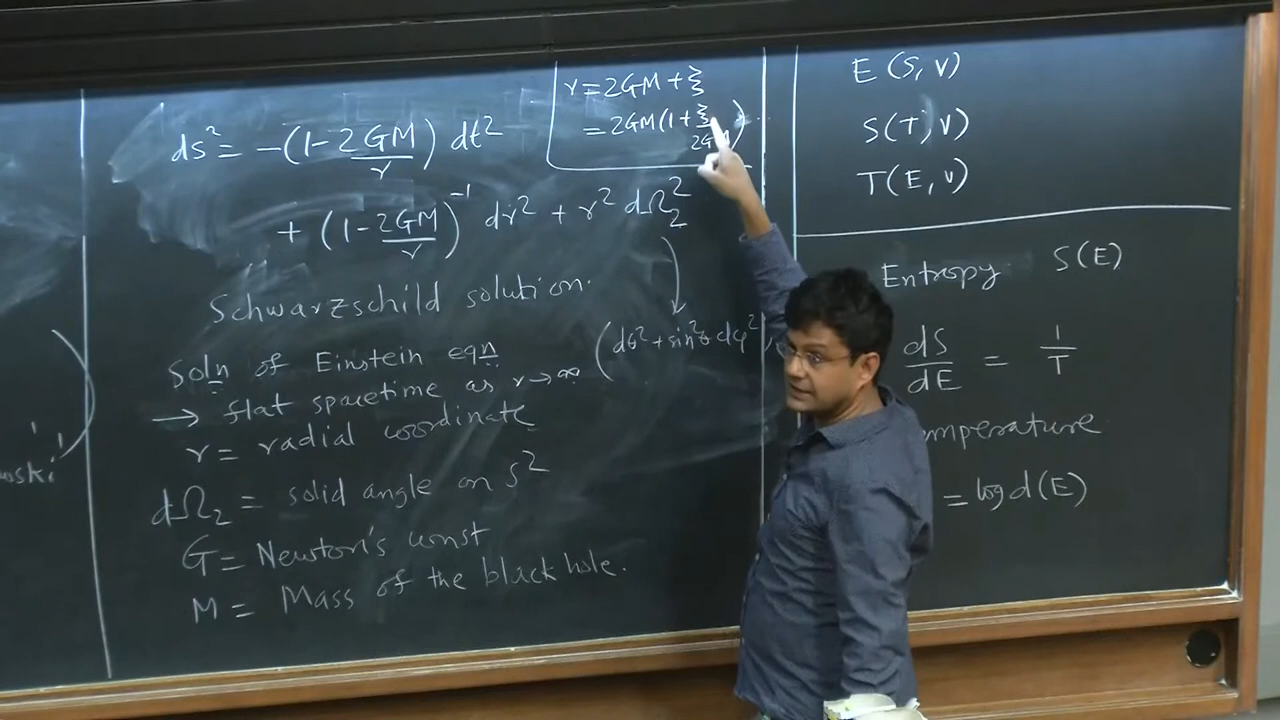 ds² = -(1-2GM/r) dt²
+ (1-2GM/r)⁻¹ dr² + r² dΩ₂²
Schwarzschild solution.
Soln of Einstein eqn
(dθ² + sin²θ dφ²
→ flat spacetime as r→∞
r = radial coordinate
dΩ₂ = solid angle on S²
G = Newton's const
M = Mass of the black hole.
r = 2GM + ξ
= 2GM(1+ξ/2GM)
E(S, V)
S(T, V)
T(E, V)
Entropy S(E)
dS/dE = 1/T
= log d(E)